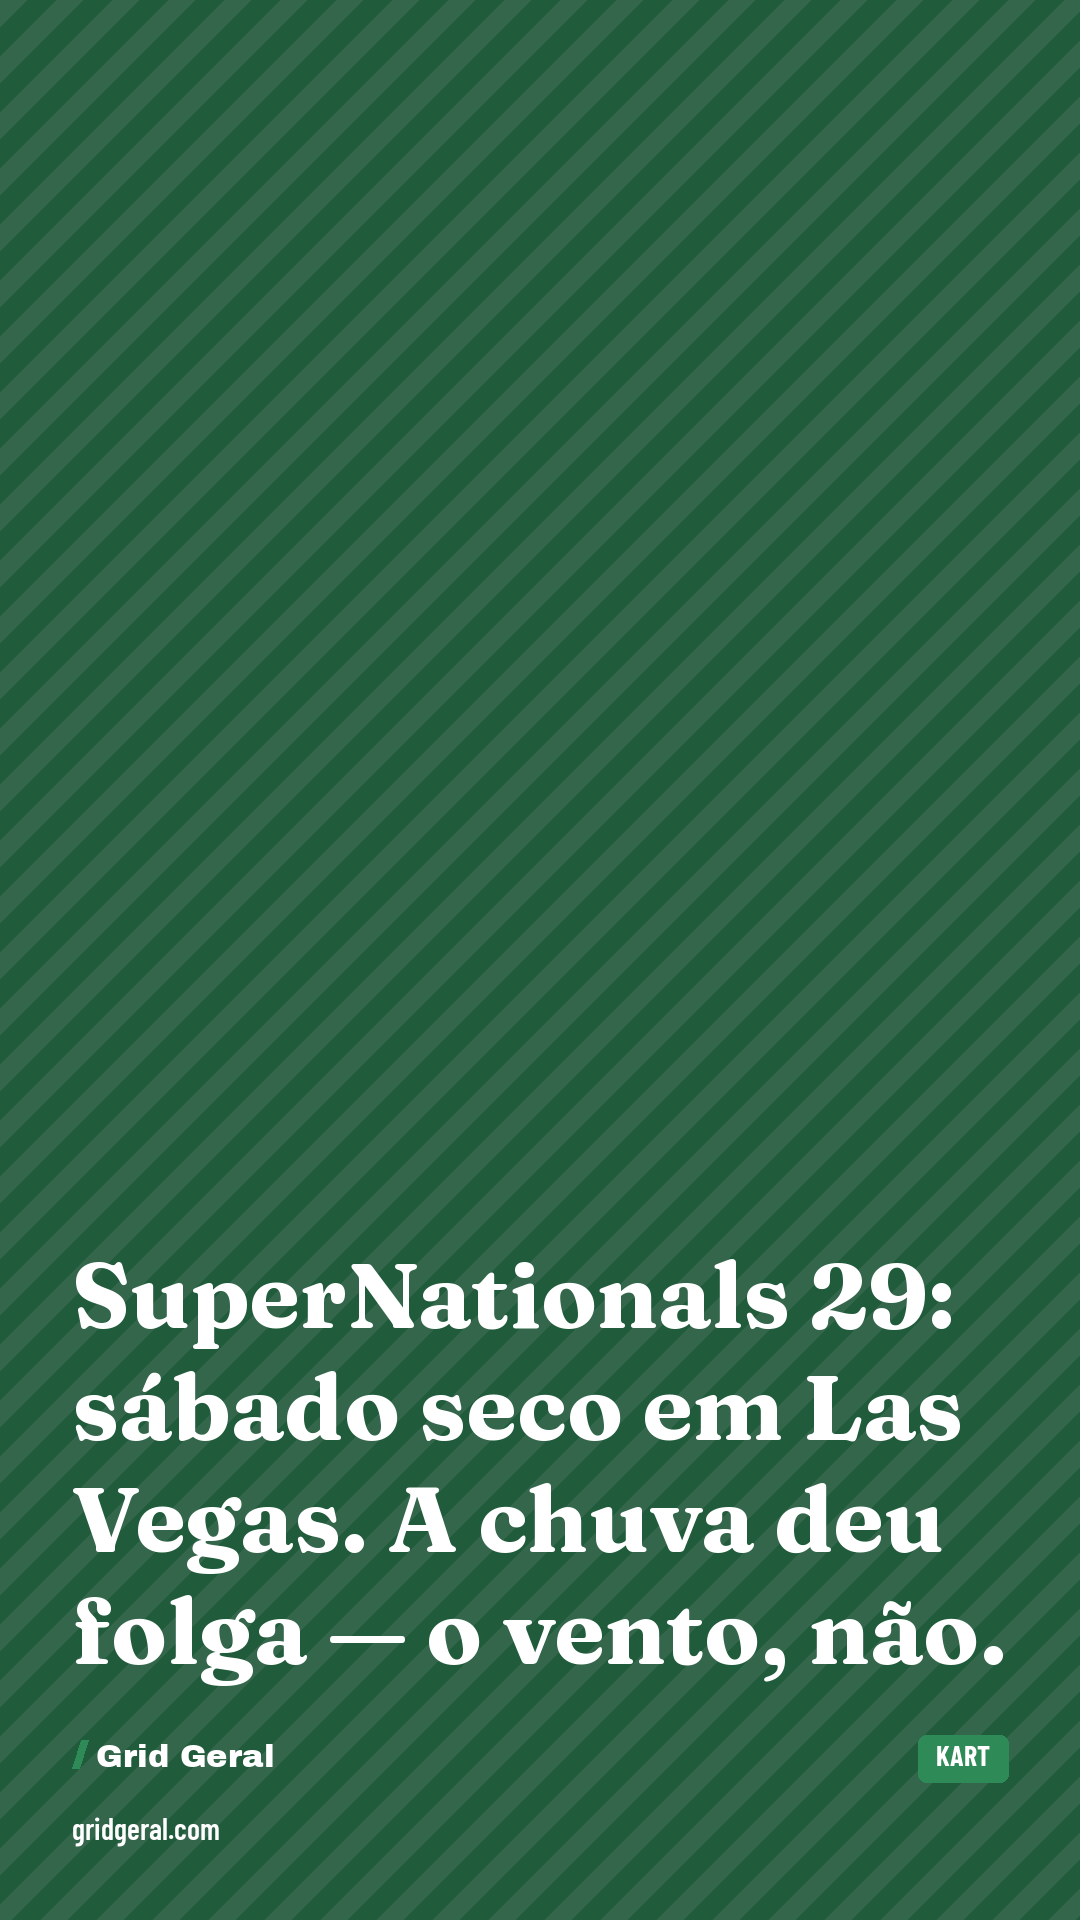 SuperNationals 29:
sábado seco em Las
Vegas. A chuva deu
folga — o vento, não.
/ Grid Geral
KART
gridgeral.com